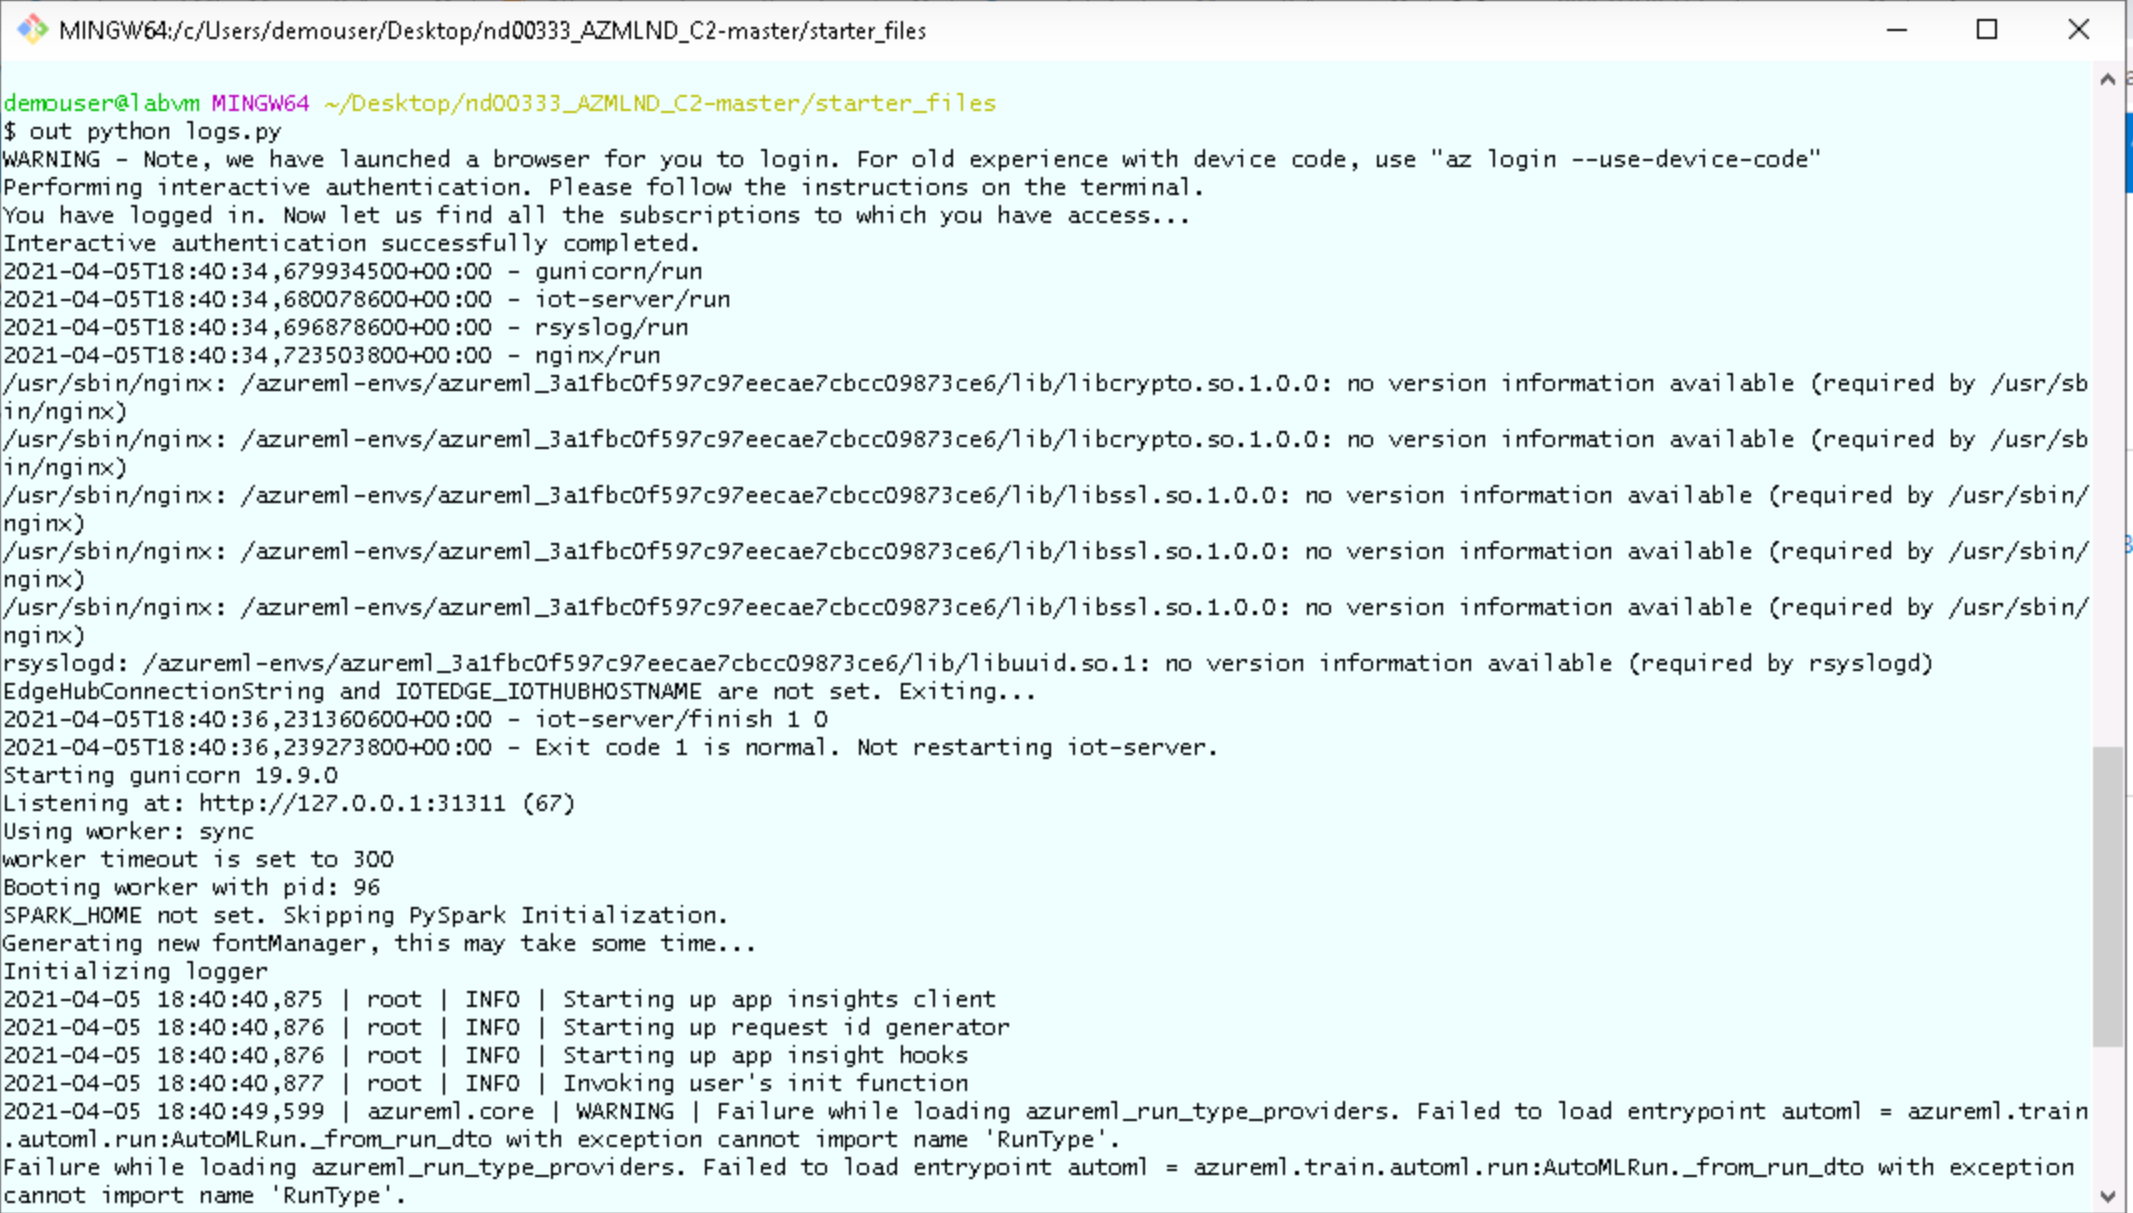 MINGW64:/c/Users/demouser/Desktop/nd00333_AZMLND_C2-master/starter_files
demouser@labvm MINGW64 ~/Desktop/nd00333_AZMLND_C2-master/starter_files
$ out python logs.py
WARNING - Note, we have launched a browser for you to login. For old experience with device code, use "az login --use-device-code"
Performing interactive authentication. Please follow the instructions on the terminal.
You have logged in. Now let us find all the subscriptions to which you have access...
Interactive authentication successfully completed.
2021-04-05T18:40:34,679934500+00:00 - gunicorn/run
2021-04-05T18:40:34,680078600+00:00 - iot-server/run
2021-04-05T18:40:34,696878600+00:00 - rsyslog/run
2021-04-05T18:40:34,723503800+00:00 - nginx/run
/usr/sbin/nginx: /azureml-envs/azureml_3a1fbc0f597c97eecae7cbcc09873ce6/lib/libcrypto.so.1.0.0: no version information available (required by /usr/sb
in/nginx)
/usr/sbin/nginx: /azureml-envs/azureml_3a1fbc0f597c97eecae7cbcc09873ce6/lib/libcrypto.so.1.0.0: no version information available (required by /usr/sb
in/nginx)
/usr/sbin/nginx: /azureml-envs/azureml_3a1fbc0f597c97eecae7cbcc09873ce6/lib/libssl.so.1.0.0: no version information available (required by /usr/sbin/
nginx)
/usr/sbin/nginx: /azureml-envs/azureml_3a1fbc0f597c97eecae7cbcc09873ce6/lib/libssl.so.1.0.0: no version information available (required by /usr/sbin/
nginx)
/usr/sbin/nginx: /azureml-envs/azureml_3a1fbc0f597c97eecae7cbcc09873ce6/lib/libssl.so.1.0.0: no version information available (required by /usr/sbin/
nginx)
rsyslogd: /azureml-envs/azureml_3a1fbc0f597c97eecae7cbcc09873ce6/lib/libuuid.so.1: no version information available (required by rsyslogd)
EdgeHubConnectionString and IOTEDGE_IOTHUBHOSTNAME are not set. Exiting...
2021-04-05T18:40:36,231360600+00:00 - iot-server/finish 1 0
2021-04-05T18:40:36,239273800+00:00 - Exit code 1 is normal. Not restarting iot-server.
Starting gunicorn 19.9.0
Listening at: http://127.0.0.1:31311 (67)
Using worker: sync
worker timeout is set to 300
Booting worker with pid: 96
SPARK_HOME not set. Skipping PySpark Initialization.
Generating new fontManager, this may take some time...
Initializing logger
2021-04-05 18:40:40,875 | root | INFO | Starting up app insights client
2021-04-05 18:40:40,876 | root | INFO | Starting up request id generator
2021-04-05 18:40:40,876 | root | INFO | Starting up app insight hooks
2021-04-05 18:40:40,877 | root | INFO | Invoking user's init function
2021-04-05 18:40:49,599 | azureml.core | WARNING | Failure while loading azureml_run_type_providers. Failed to load entrypoint automl = azureml.train
.automl.run:AutoMLRun._from_run_dto with exception cannot import name 'RunType'.
Failure while loading azureml_run_type_providers. Failed to load entrypoint automl = azureml.train.automl.run:AutoMLRun._from_run_dto with exception
cannot import name 'RunType'.